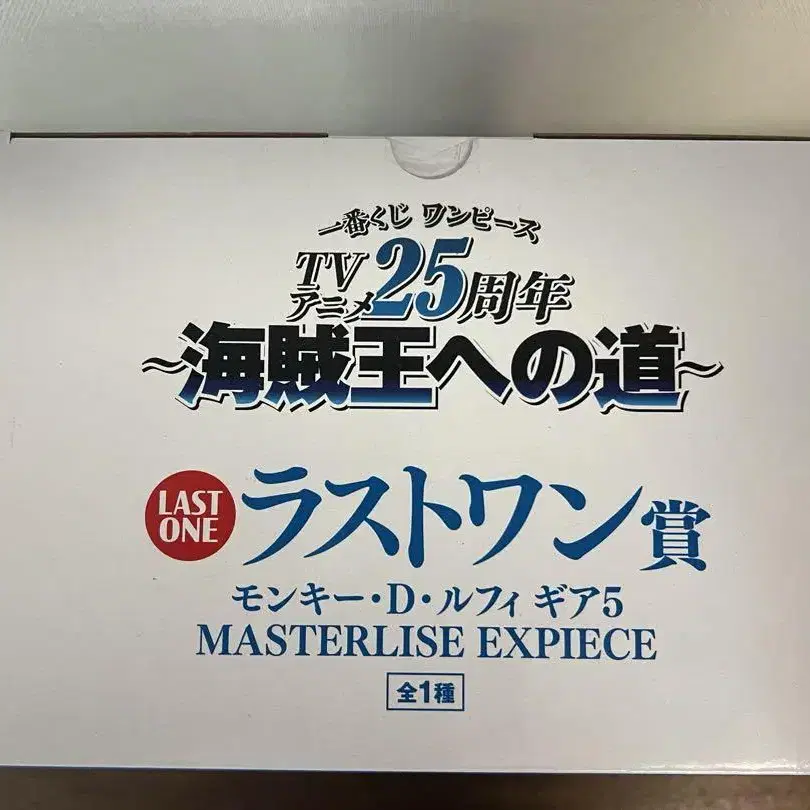 一番くじ ワンピース
TVアニメ25周年
~海賊王への道~
LAST ONE ラストワン賞
モンキー・D・ルフィ ギア5
MASTERLISE EXPIECE
全1種